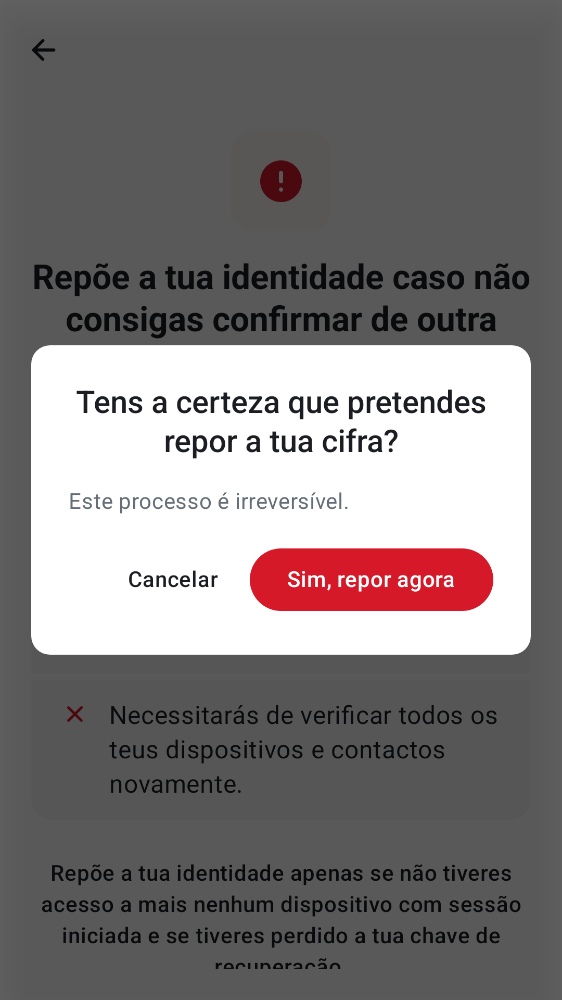 Repõe a tua identidade caso não
consigas confirmar de outra
Tens a certeza que pretendes
repor a tua cifra?
Este processo é irreversível.
Cancelar
Sim, repor agora
Necessitarás de verificar todos os
teus dispositivos e contactos
novamente.
Repõe a tua identidade apenas se não tiveres
acesso a mais nenhum dispositivo com sessão
iniciada e se tiveres perdido a tua chave de
recuperação